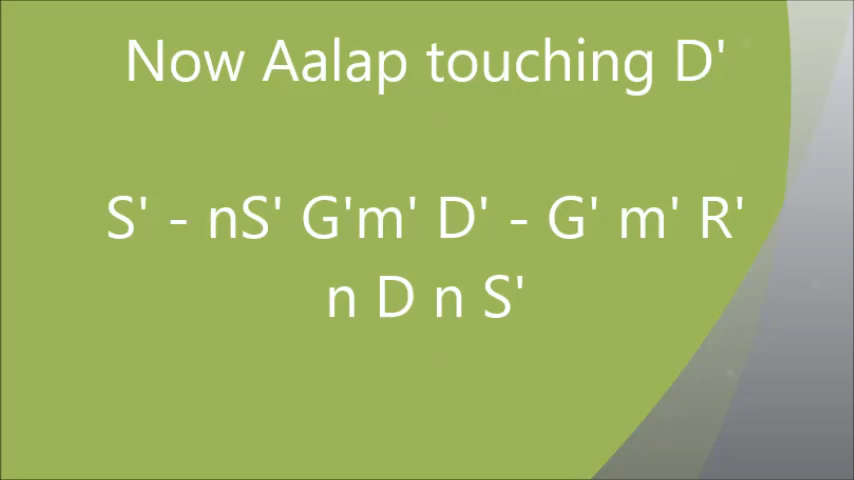 Now Aalap touching D'
S' - nS' G'm' D' - G' m' R'
n D n S'